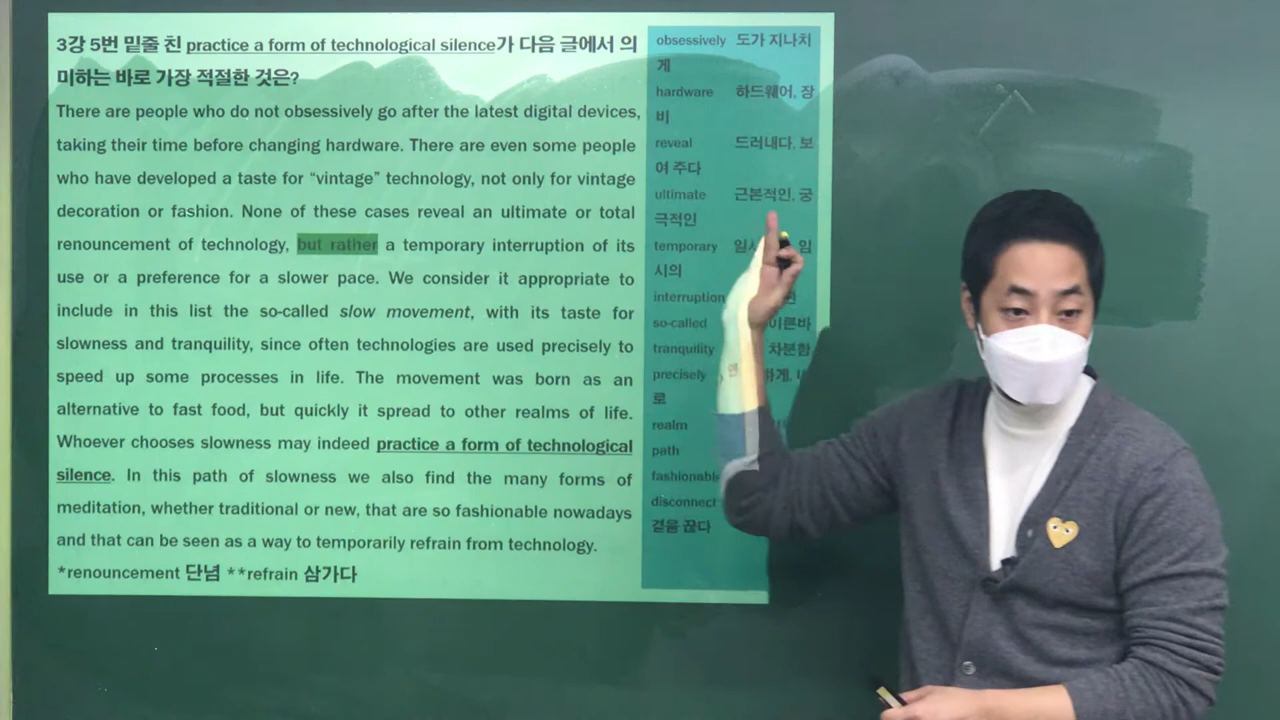 3강 5번 밑줄 친 practice a form of technological silence가 다음 글에서 의
미하는 바로 가장 적절한 것은?
There are people who do not obsessively go after the latest digital devices,
taking their time before changing hardware. There are even some people
who have developed a taste for “vintage” technology, not only for vintage
decoration or fashion. None of these cases reveal an ultimate or total
renouncement of technology, but rather a temporary interruption of its
use or a preference for a slower pace. We consider it appropriate to
include in this list the so-called slow movement, with its taste for
slowness and tranquility, since often technologies are used precisely to
speed up some processes in life. The movement was born as an
alternative to fast food, but quickly it spread to other realms of life.
Whoever chooses slowness may indeed practice a form of technological
silence. In this path of slowness we also find the many forms of
meditation, whether traditional or new, that are so fashionable nowadays
and that can be seen as a way to temporarily refrain from technology.
*renouncement 단념 **refrain 삼가다
obsessively 도가 지나치
게
hardware 하드웨어, 장
비
reveal 드러내다, 보
여 주다
ultimate 근본적인, 궁
극적인
temporary 임
시의
interruption
so-called 이른바
tranquility 차분함
precisely
로
realm
path
fashionable
disconnect
결을 끊다